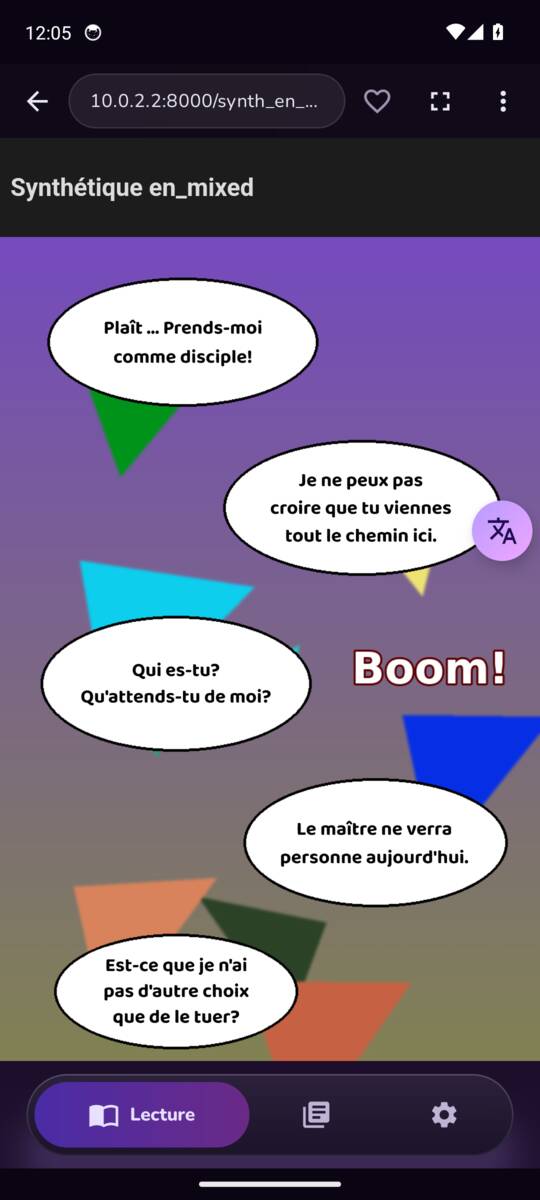 12:05
10.0.2.2:8000/synth_en_...
Synthétique en_mixed
Plaît ... Prends-moi
comme disciple!
Je ne peux pas
croire que tu viennes
tout le chemin ici.
Qui es-tu?
Qu'attends-tu de moi?
Boom!
Le maître ne verra
personne aujourd'hui.
Est-ce que je n'ai
pas d'autre choix
que de le tuer?
Lecture